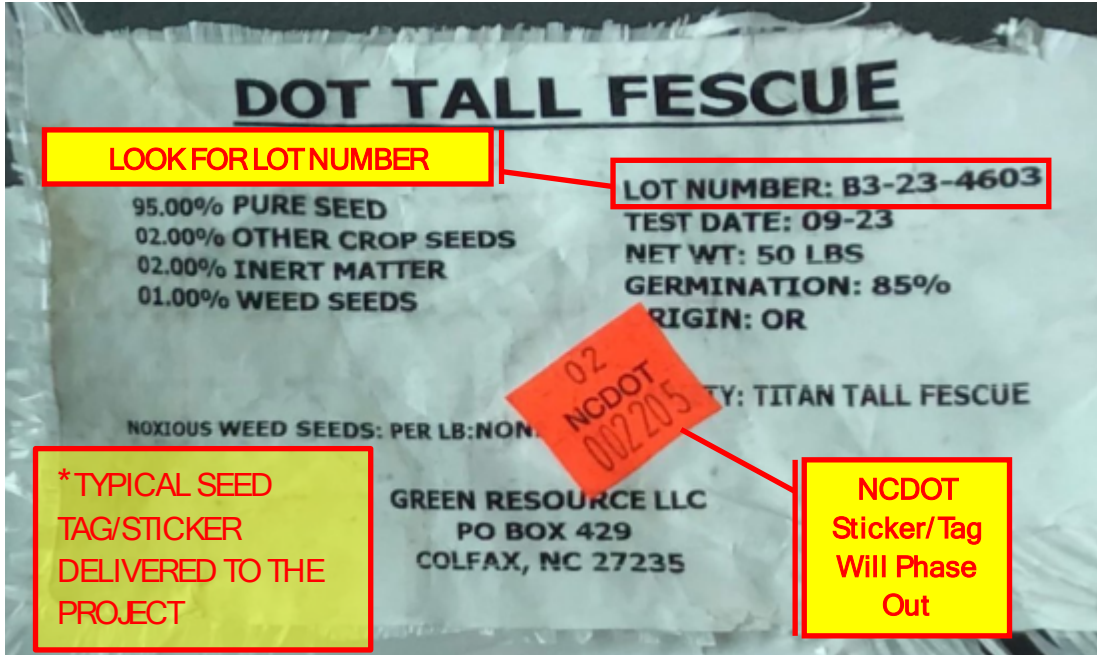 DOT TALL FESCUE
LOOK FOR LOT NUMBER
LOT NUMBER: B3-23-4603
95.00% PURE SEED
TEST DATE: 09-23
02.00% OTHER CROP SEEDS
NET WT: 50 LBS
02.00% INERT MATTER
GERMINATION: 85%
01.00% WEED SEEDS
RIGIN: OR
02
NCDOT
002205
TY: TITAN TALL FESCUE
NOXIOUS WEED SEEDS: PER LB:NON
*TYPICAL SEED
TAG/STICKER
DELIVERED TO THE
PROJECT
GREEN RESOURCE LLC
PO BOX 429
COLFAX, NC 27235
NCDOT
Sticker/Tag
Will Phase
Out